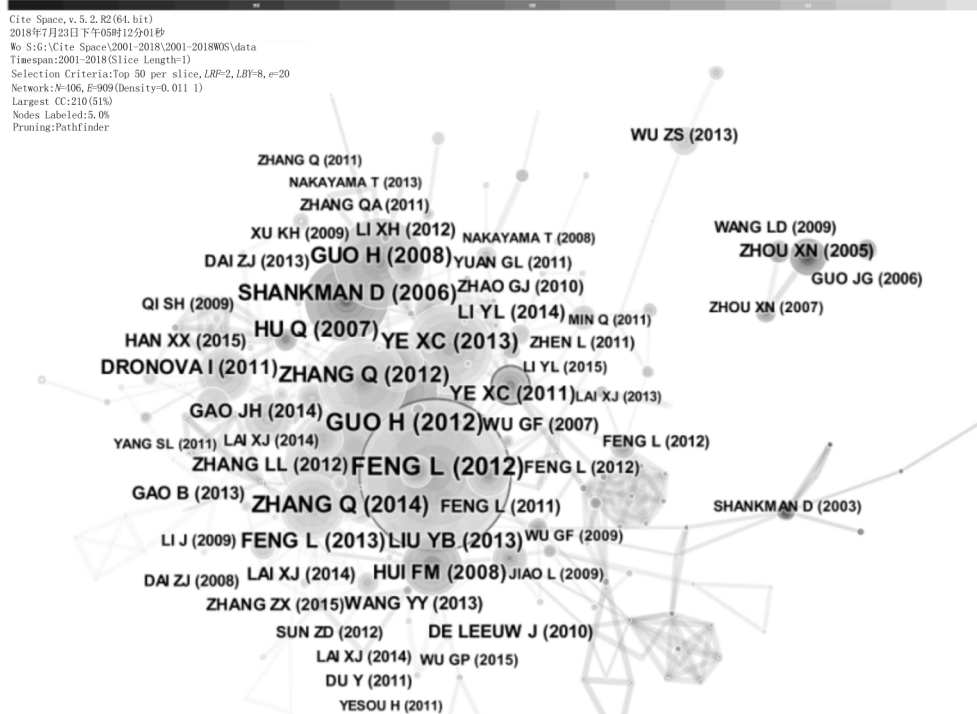 Cite Space, v. 5. 2. R2(64. bit)
2018年7月23日下午05时12分01秒
Wo S:G:\Cite Space\2001-2018\2001-2018WOS\data
Timespan:2001-2018(Slice Length=1)
Selection Criteria:Top 50 per slice, LRF=2, LBY=8, e=20
Network:N=406, E=909(Density=0.011 1)
Largest CC:210(51%)
Nodes Labeled:5.0%
Pruning:Pathfinder
WU ZS (2013)
ZHANG Q (2011)
NAKAYAMA T (2013)
ZHANG QA (2011)
XU KH (2009) LI XH (2012) NAKAYAMA T (2008)
WANG LD (2009)
DAI ZJ (2013) GUO H (2008) YUAN GL (2011)
ZHOU XN (2005)
GUO JG (2006)
SHANKMAN D (2006) ZHAO GJ (2010)
QI SH (2009) LI YL (2014) MIN Q (2011)
ZHOU XN (2007)
HU Q (2007) YE XC (2013) ZHEN L (2011)
HAN XX (2015)
DRONOVA I (2011) ZHANG Q (2012) LI YL (2015)
YE XC (2011) LAI XJ (2013)
GAO JH (2014) GUO H (2012) WU GF (2007)
YANG SL (2011) LAI XJ (2014) FENG L (2012)
ZHANG LL (2012) FENG L (2012) FENG L (2012)
GAO B (2013) ZHANG Q (2014) FENG L (2011)
SHANKMAN D (2003)
LI J (2009) FENG L (2013) LIU YB (2013) WU GF (2009)
DAI ZJ (2008) LAI XJ (2014) HUI FM (2008) JIAO L (2009)
ZHANG ZX (2015) WANG YY (2013)
SUN ZD (2012) DE LEEUW J (2010)
LAI XJ (2014) WU GP (2015)
DU Y (2011)
YESOU H (2011)